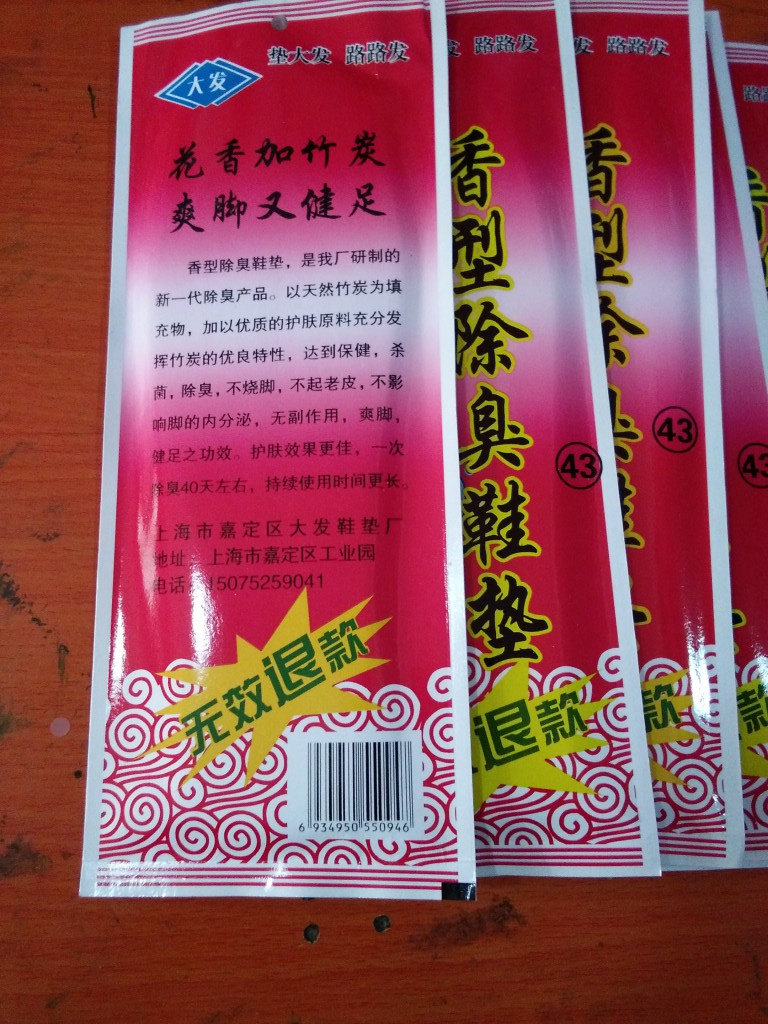 大发
垫大发 路路发
花香加竹炭
爽脚又健足
香型除臭鞋垫，是我厂研制的
新一代除臭产品。以天然竹炭为填
充物，加以优质的护肤原料充分发
挥竹炭的优良特性，达到保健，杀
菌，除臭，不烧脚，不起老皮，不影
响脚的内分泌，无副作用，爽脚，
健足之功效。护肤效果更佳，一次
除臭40天左右，持续使用时间更长。
上海市嘉定区大发鞋垫厂
地址：上海市嘉定区工业园
电话：15075259041
无效退款
6 934950 550946
发 路路发
香型除臭鞋垫
43
退款
发 路路发
香型除臭鞋
43
款
路
43